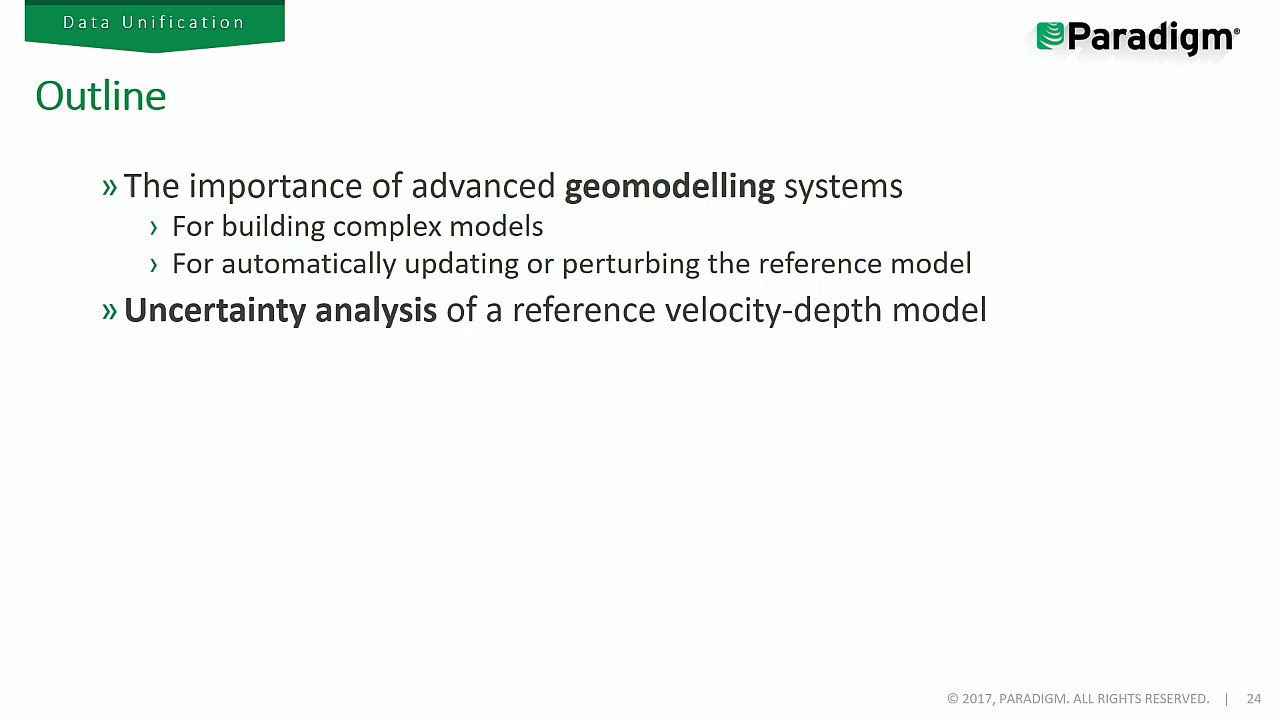 Data Unification
Paradigm®
Outline
» The importance of advanced geomodelling systems
› For building complex models
› For automatically updating or perturbing the reference model
» Uncertainty analysis of a reference velocity-depth model
© 2017, PARADIGM. ALL RIGHTS RESERVED. | 24